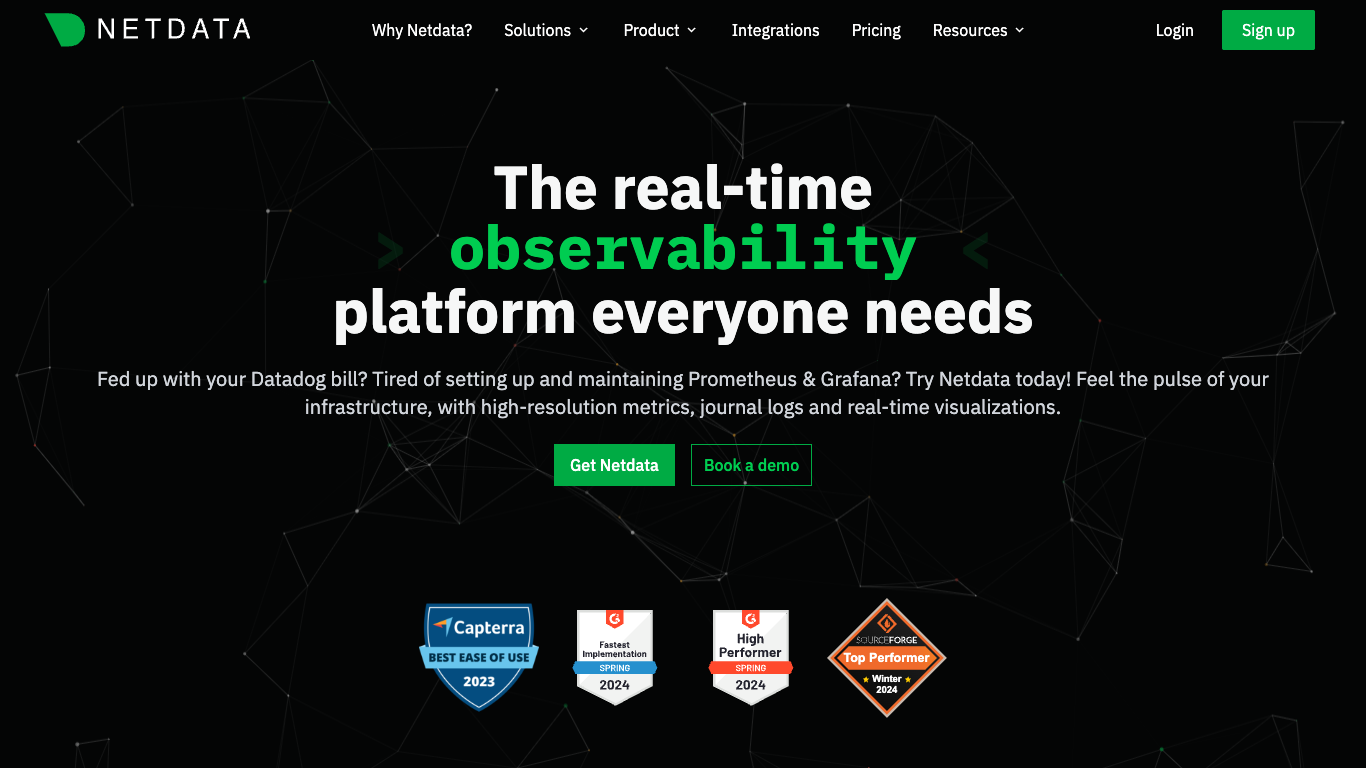 NETDATA
Why Netdata?
Solutions
Product
Integrations
Pricing
Resources
Login
Sign up
The real-time
> observability <
platform everyone needs
Fed up with your Datadog bill? Tired of setting up and maintaining Prometheus & Grafana? Try Netdata today! Feel the pulse of your
infrastructure, with high-resolution metrics, journal logs and real-time visualizations.
Get Netdata
Book a demo
Capterra
BEST EASE OF USE
2023
Fastest
Implementation
SPRING
2024
High
Performer
SPRING
2024
SOURCEFORGE
Top Performer
Winter
2024